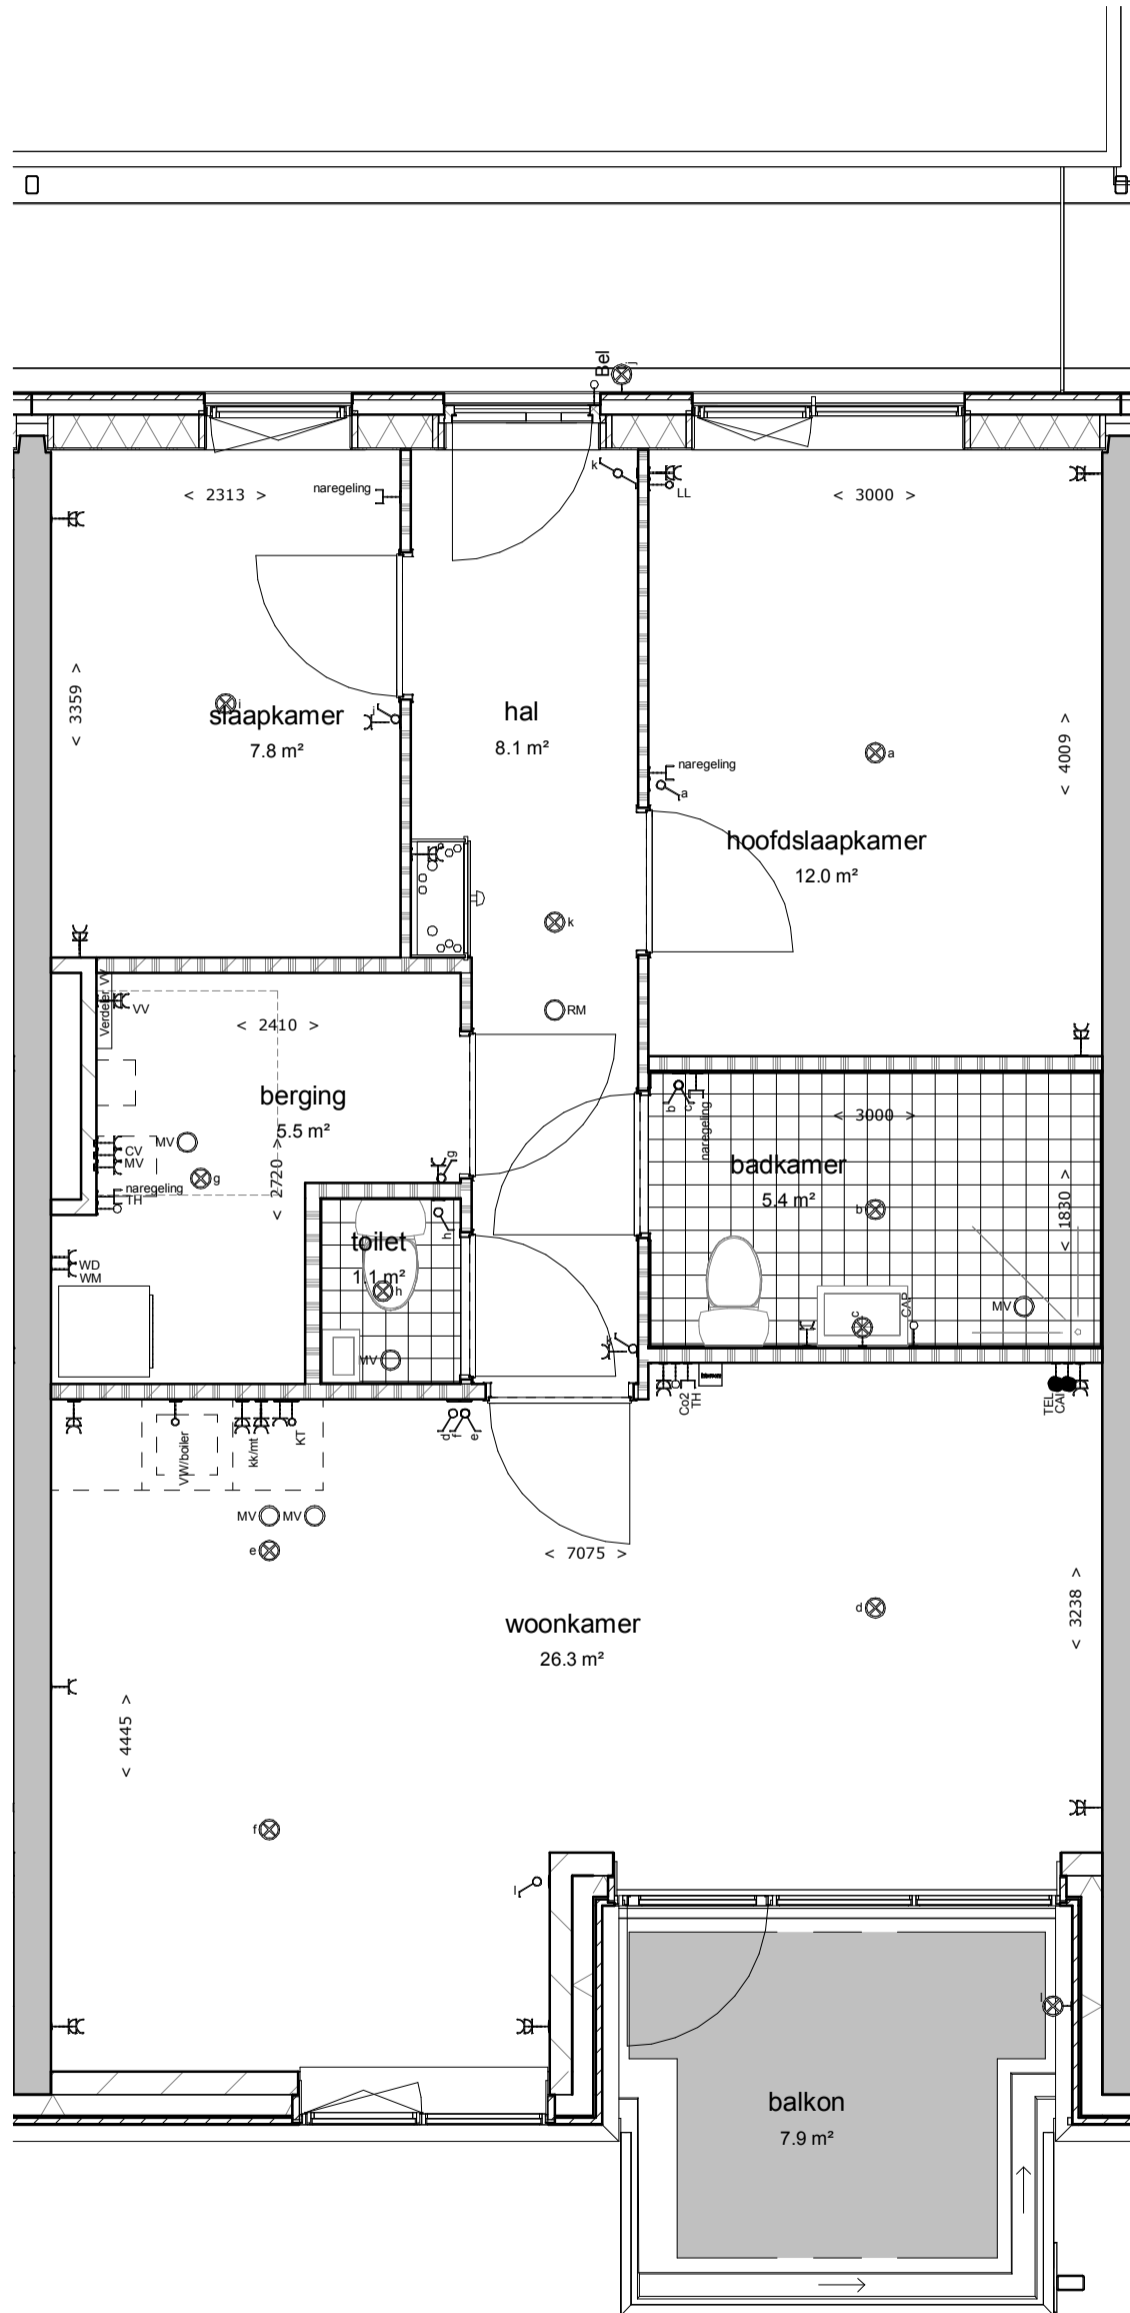 Bel
j
k
LL
< 2313 >
naregeling
< 3000 >
< 3359 >
i
slaapkamer
7.8 m²
i
hal
8.1 m²
< 4009 >
a
naregeling
a
hoofdslaapkamer
12.0 m²
k
RM
Verdeler VV
VV
< 2410 >
berging
5.5 m²
MV
CV
MV
g
naregeling
TH
< 2720 >
g
b
c
naregeling
< 3000 >
badkamer
5.4 m²
b
< 1830 >
h
toilet
1.1 m²
h
MV
WD
WM
c
CAP
MV
k
Co2
TH
TEL
CAI
VW/boiler
kk/mt
KT
d
f
e
MV
MV
e
< 7075 >
d
< 3238 >
woonkamer
26.3 m²
< 4445 >
f
l
l
balkon
7.9 m²